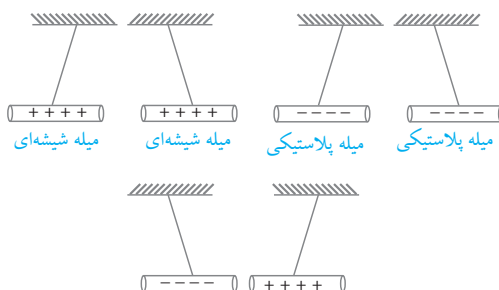 + + + + + + + + − − − − − − − −
میله شیشه‌ای میله شیشه‌ای میله پلاستیکی میله پلاستیکی
− − − − + + + +